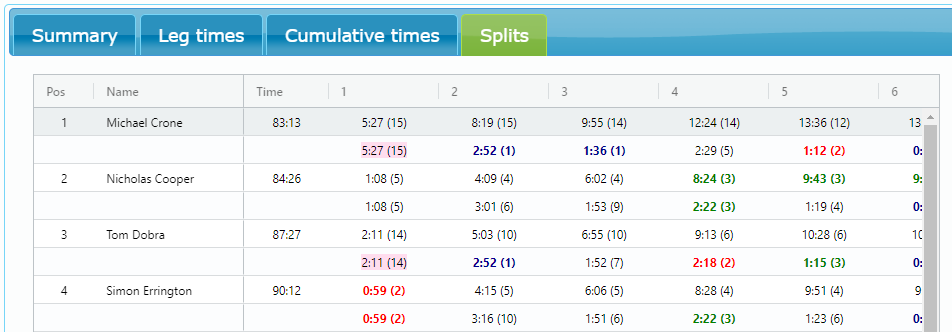 Summary Leg times Cumulative times Splits
Pos Name Time 1 2 3 4 5 6
1 Michael Crone 83:13 5:27 (15) 8:19 (15) 9:55 (14) 12:24 (14) 13:36 (12) 13
5:27 (15) 2:52 (1) 1:36 (1) 2:29 (5) 1:12 (2) 0:
2 Nicholas Cooper 84:26 1:08 (5) 4:09 (4) 6:02 (4) 8:24 (3) 9:43 (3) 9:
1:08 (5) 3:01 (6) 1:53 (9) 2:22 (3) 1:19 (4) 0:
3 Tom Dobra 87:27 2:11 (14) 5:03 (10) 6:55 (10) 9:13 (6) 10:28 (6) 10
2:11 (14) 2:52 (1) 1:52 (7) 2:18 (2) 1:15 (3) 0:
4 Simon Errington 90:12 0:59 (2) 4:15 (5) 6:06 (5) 8:28 (4) 9:51 (4) 9
0:59 (2) 3:16 (10) 1:51 (6) 2:22 (3) 1:23 (6) 0: